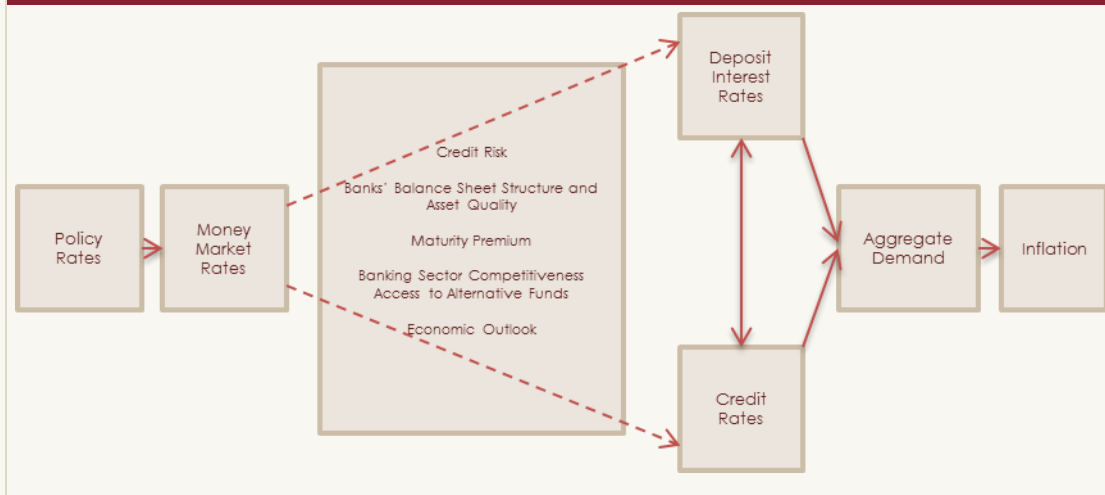 Policy
Rates
Money
Market
Rates
Credit Risk
Banks' Balance Sheet Structure and
Asset Quality
Maturity Premium
Banking Sector Competitiveness
Access to Alternative Funds
Economic Outlook
Deposit
Interest
Rates
Credit
Rates
Aggregate
Demand
Inflation